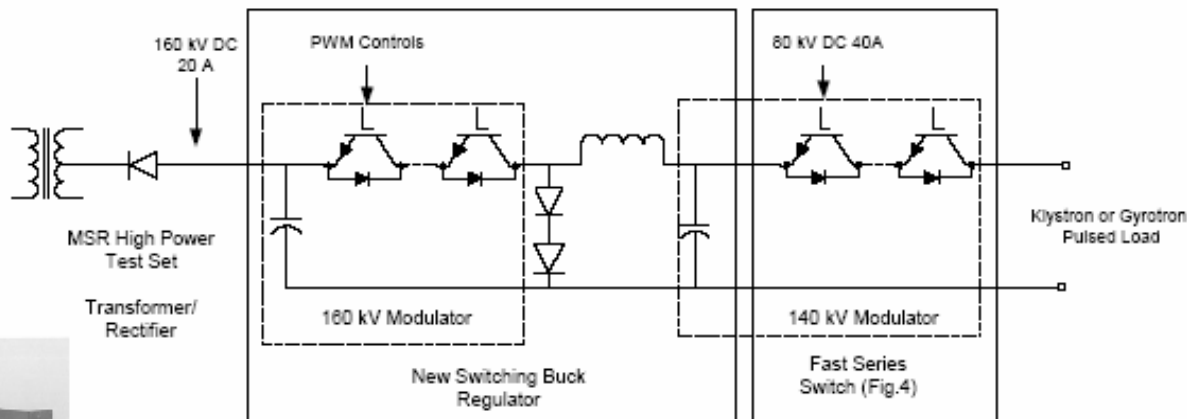 160 kV DC
20 A
PWM Controls
80 kV DC 40A
MSR High Power
Test Set
Transformer/
Rectifier
160 kV Modulator
140 kV Modulator
Klystron or Gyrotron
Pulsed Load
New Switching Buck
Regulator
Fast Series
Switch (Fig.4)